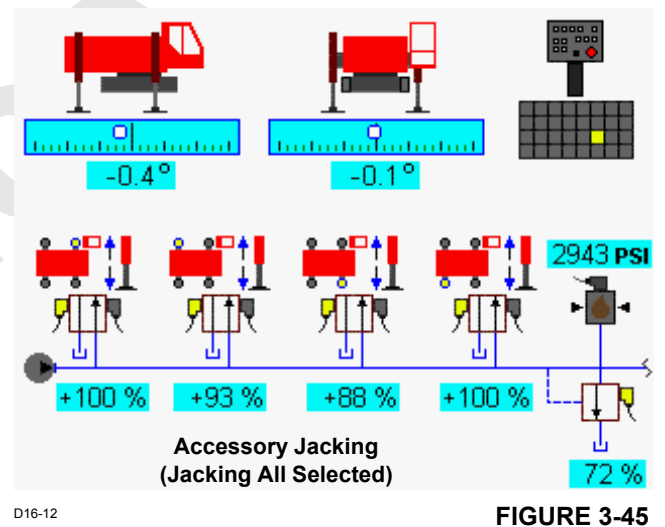 -0.4° -0.1°
2943 PSI
+100 % +93 % +88 % +100 %
Accessory Jacking
(Jacking All Selected)
72 %
D16-12
FIGURE 3-45